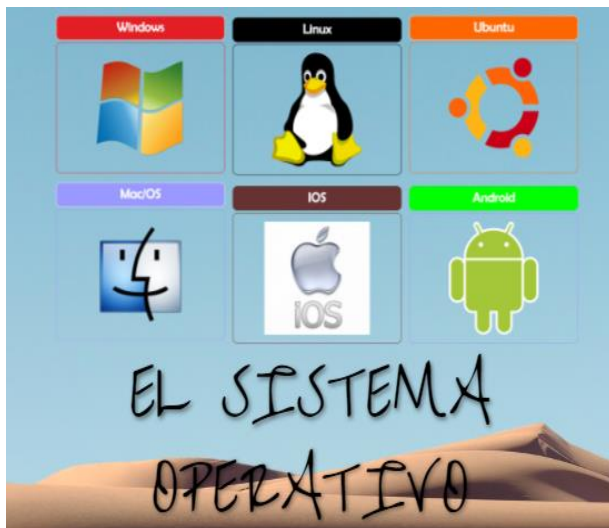 Windows
Linux
Ubuntu
Mac/OS
IOS
Android
iOS
EL SISTEMA
OPERATIVO